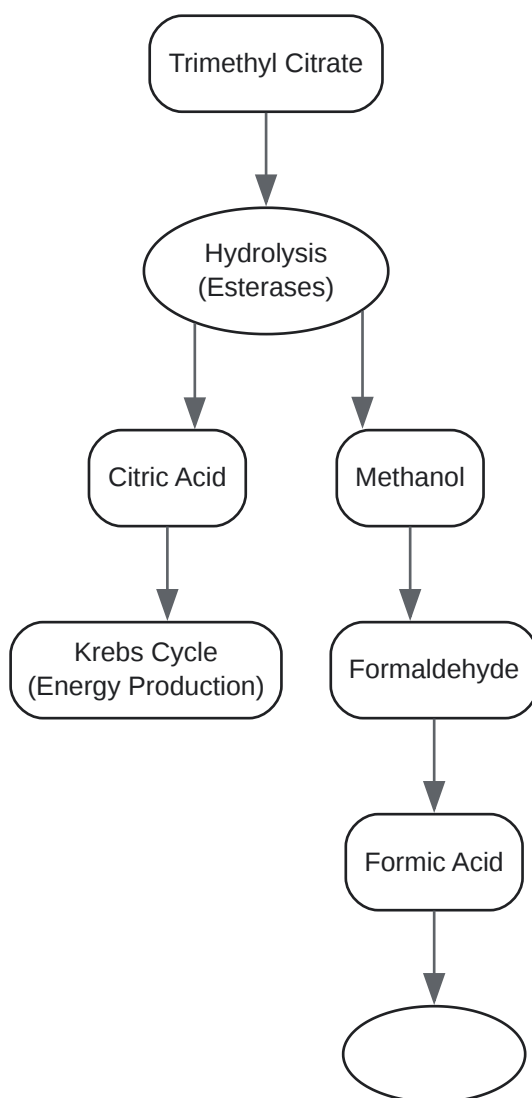 Trimethyl Citrate
Hydrolysis
(Esterases)
Citric Acid
Methanol
Krebs Cycle
(Energy Production)
Formaldehyde
Formic Acid